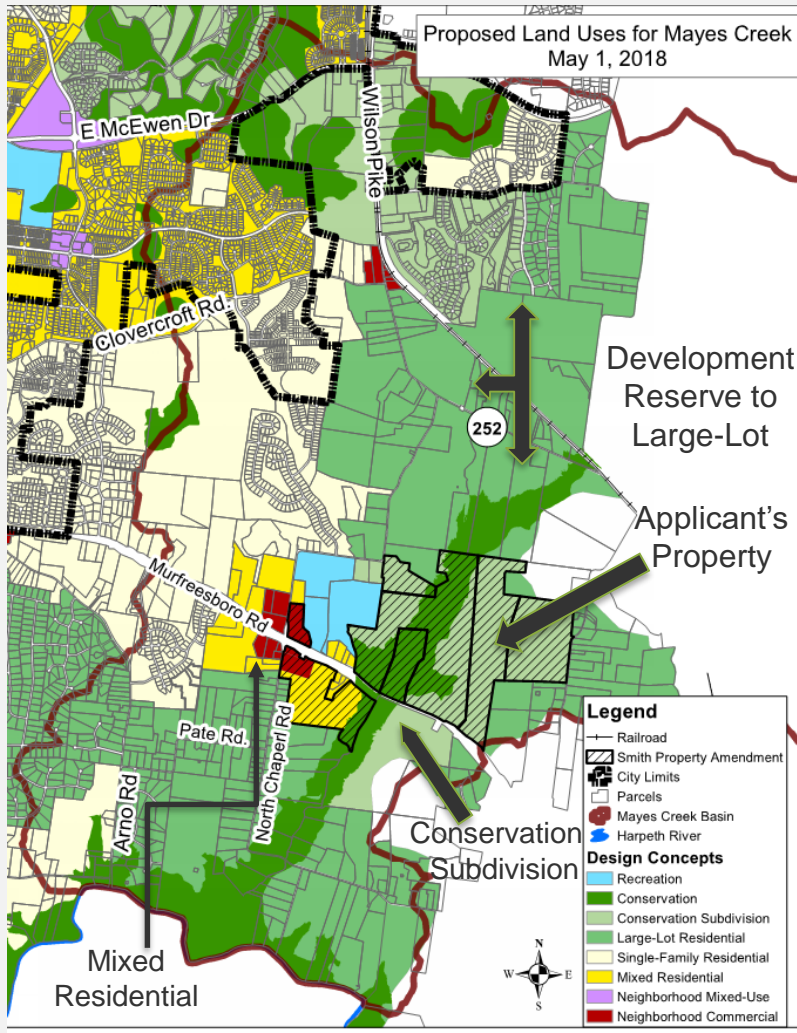 Proposed Land Uses for Mayes Creek
May 1, 2018
E McEwen Dr
Wilson Pike
Clovercroft Rd.
252
Development
Reserve to
Large-Lot
Applicant's
Property
Murfreesboro Rd
Pate Rd.
North Chaperl Rd
Arno Rd
Conservation
Subdivision
Mixed
Residential
N
W
E
S
Legend
Railroad
Smith Property Amendment
City Limits
Parcels
Mayes Creek Basin
Harpeth River
Design Concepts
Recreation
Conservation
Conservation Subdivision
Large-Lot Residential
Single-Family Residential
Mixed Residential
Neighborhood Mixed-Use
Neighborhood Commercial